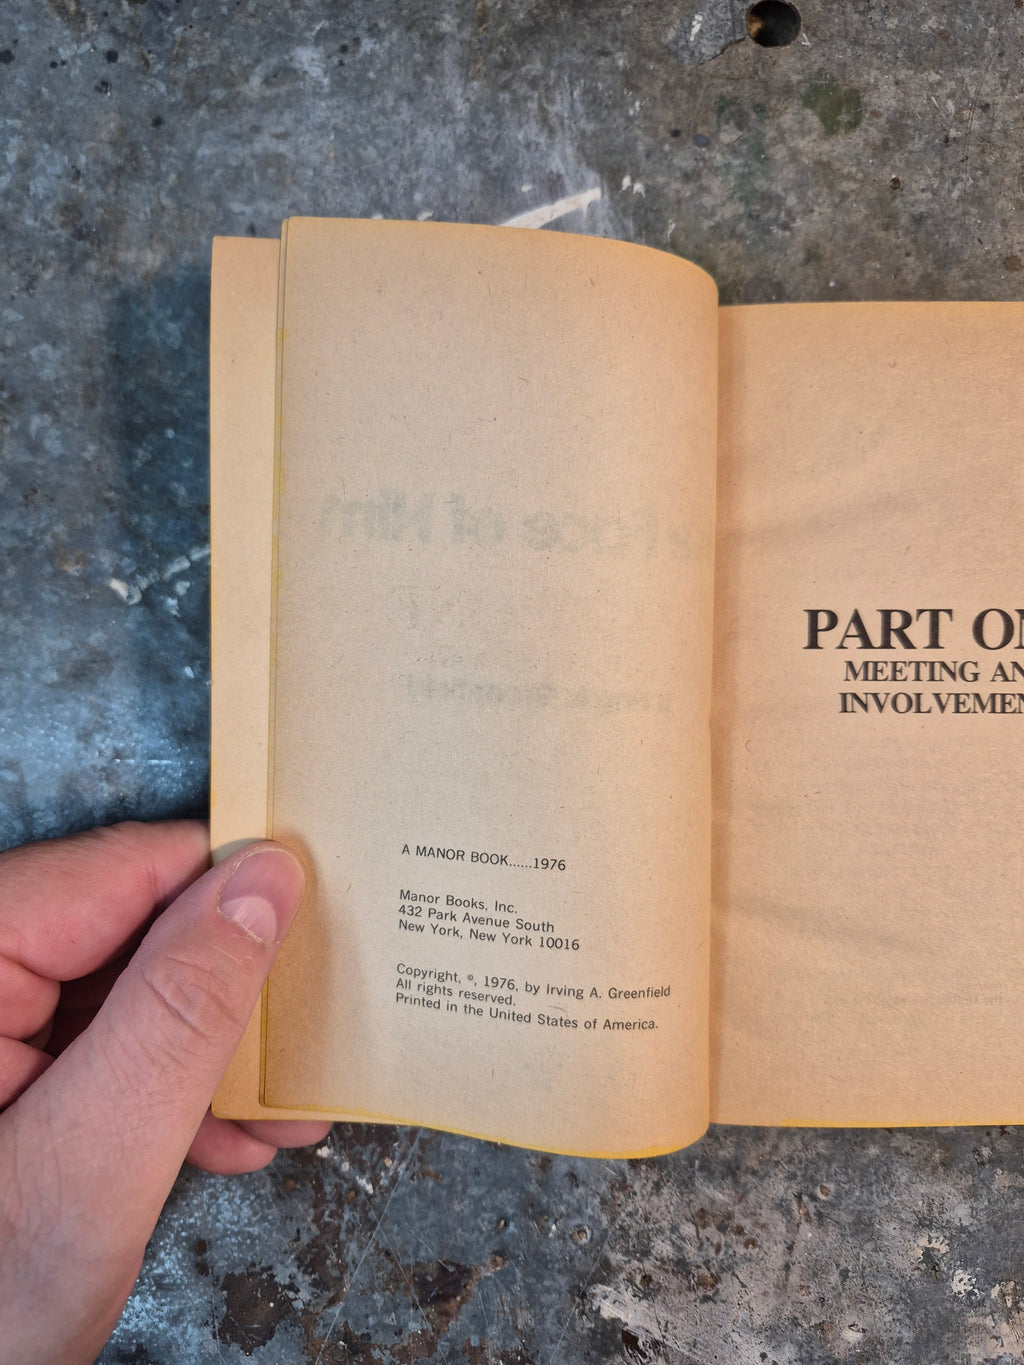 A MANOR BOOK......1976
Manor Books, Inc.
432 Park Avenue South
New York, New York 10016
Copyright, ©, 1976, by Irving A. Greenfield
All rights reserved.
Printed in the United States of America.
PART ON
MEETING AN
INVOLVEMEN